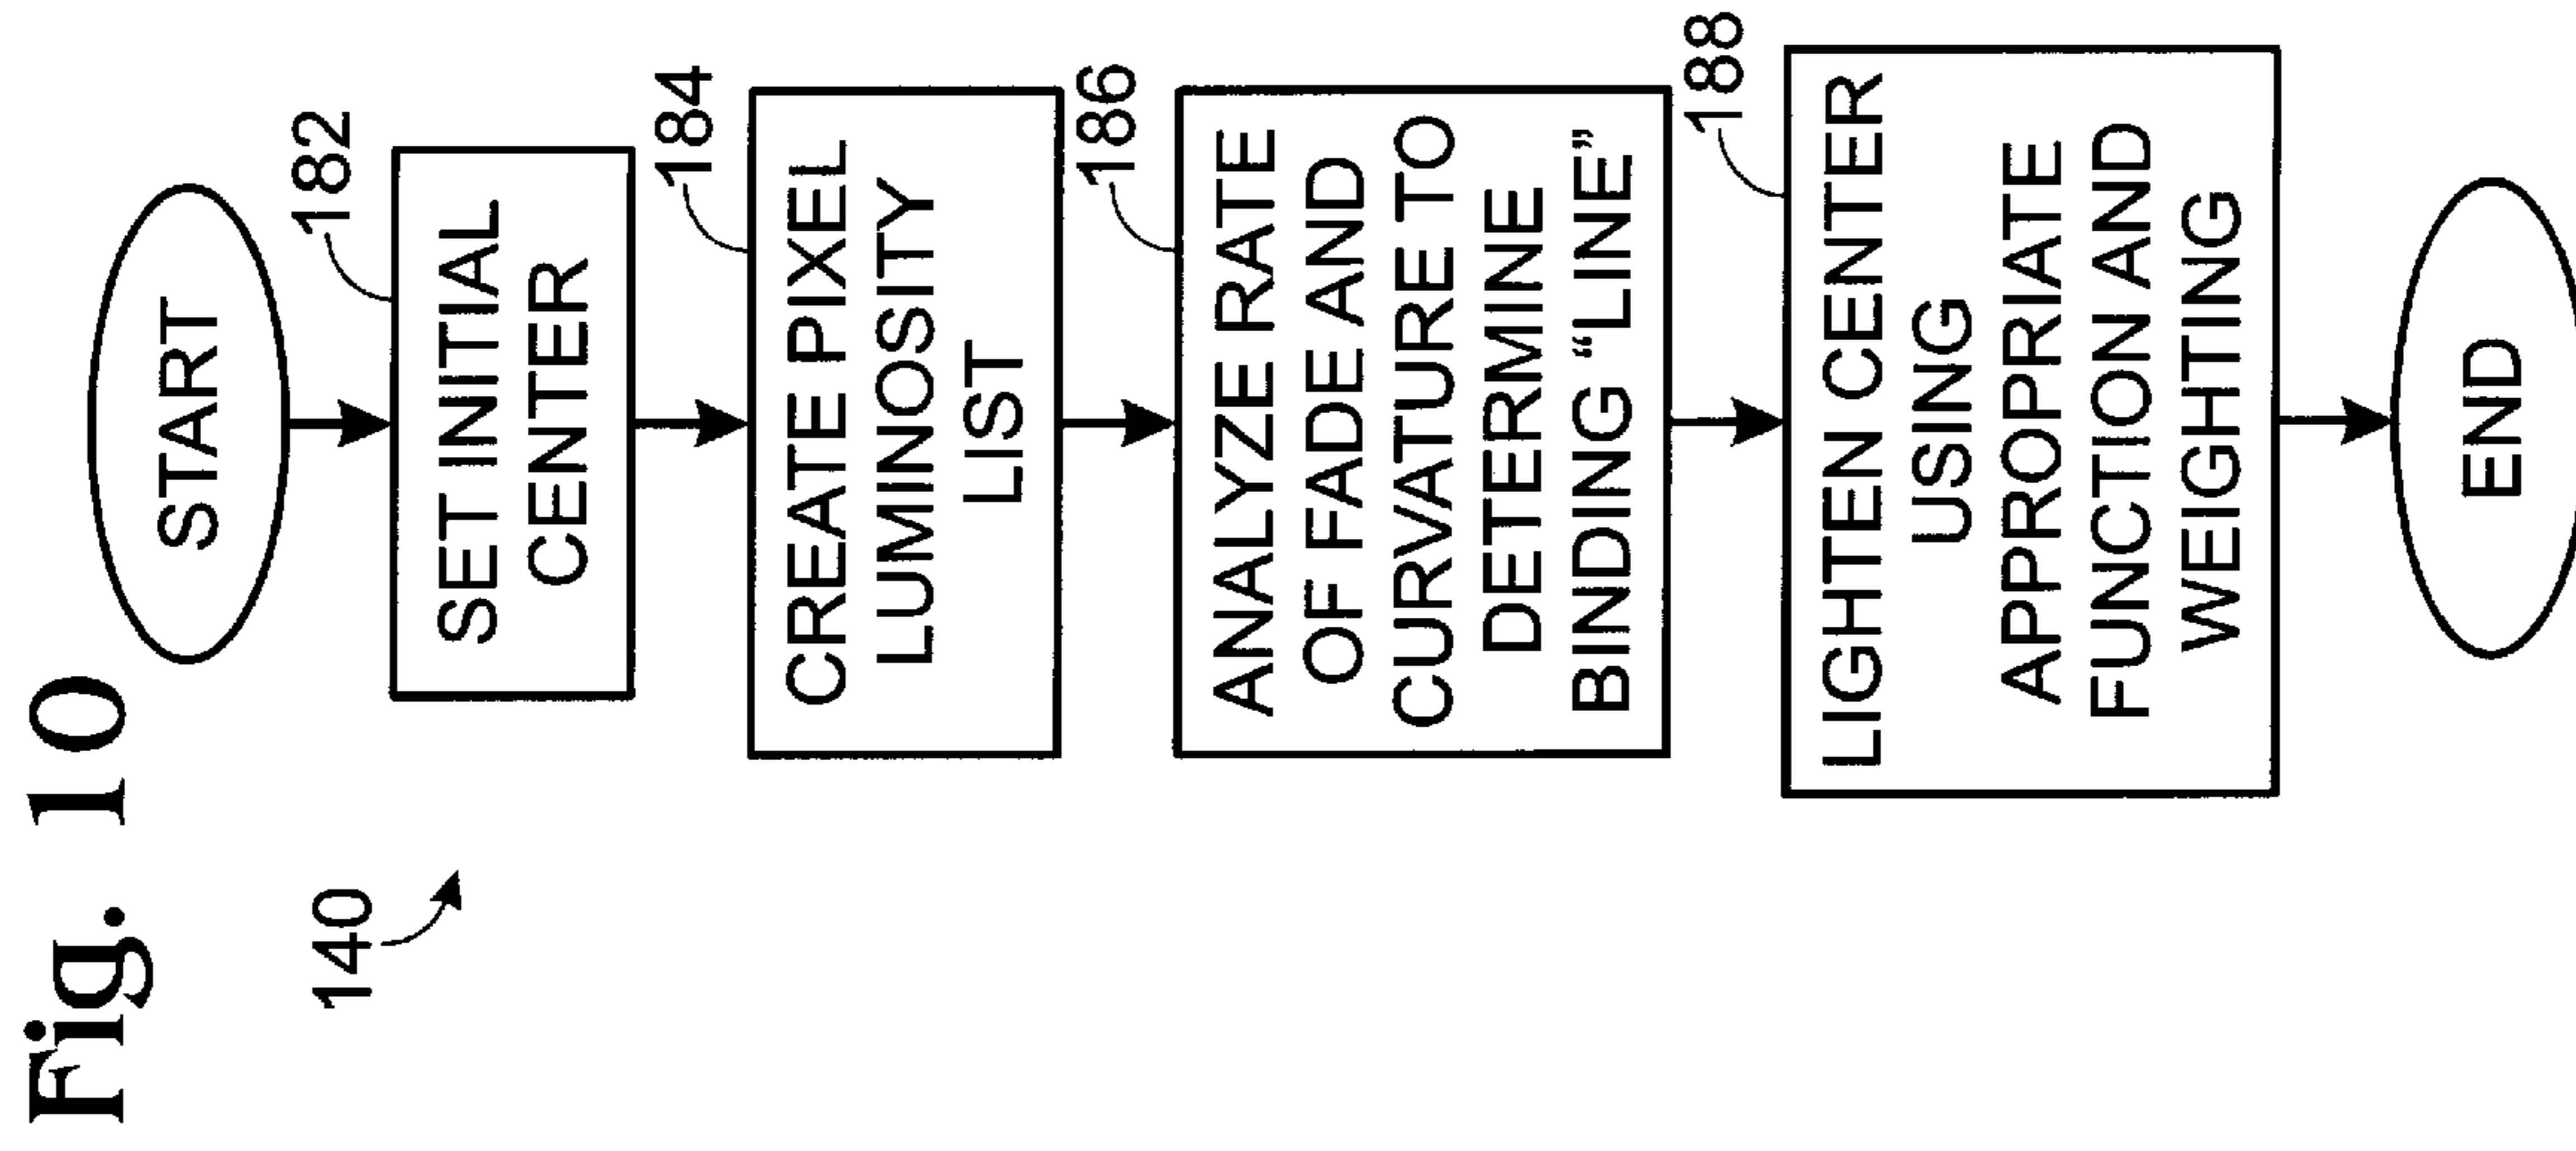 Fig. 10
140
START
182
SET INITIAL
CENTER
184
CREATE PIXEL
LUMINOSITY
LIST
186
ANALYZE RATE
OF FADE AND
CURVATURE TO
DETERMINE
BINDING “LINE”
188
LIGHTEN CENTER
USING
APPROPRIATE
FUNCTION AND
WEIGHTING
END